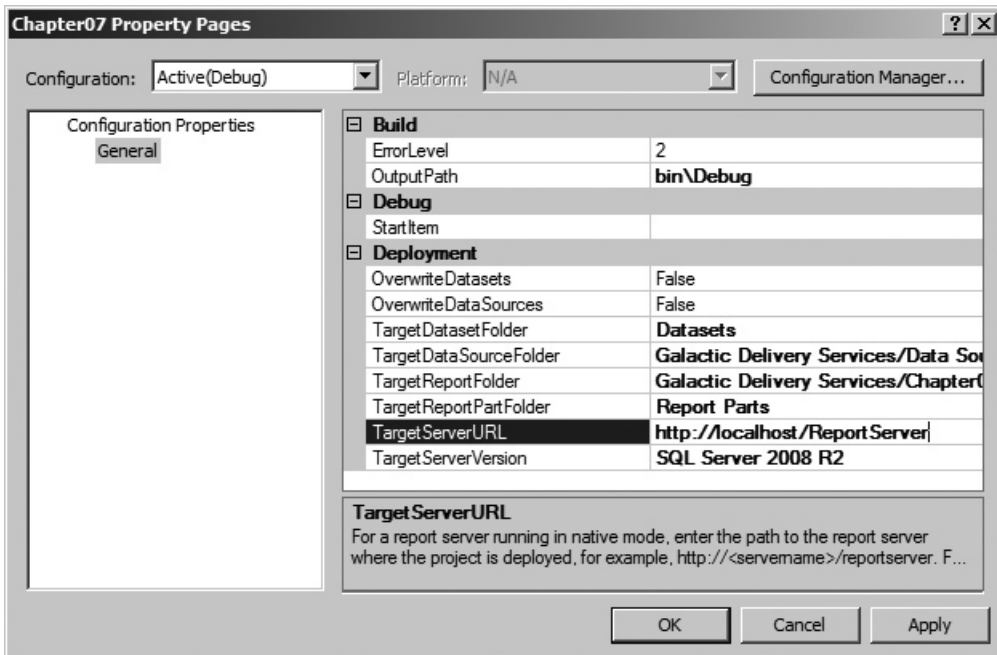 Chapter07 Property Pages
Configuration: Active(Debug) Platform: N/A Configuration Manager...
Configuration Properties
General
Build
ErrorLevel 2
OutputPath bin\Debug
Debug
StartItem
Deployment
OverwriteDatasets False
OverwriteDataSources False
TargetDatasetFolder Datasets
TargetDataSourceFolder Galactic Delivery Services/Data Sou
TargetReportFolder Galactic Delivery Services/Chapter0
TargetReportPartFolder Report Parts
TargetServerURL http://localhost/ReportServer
TargetServerVersion SQL Server 2008 R2
TargetServerURL
For a report server running in native mode, enter the path to the report server
where the project is deployed, for example, http://<servername>/reportserver. F...
OK Cancel Apply